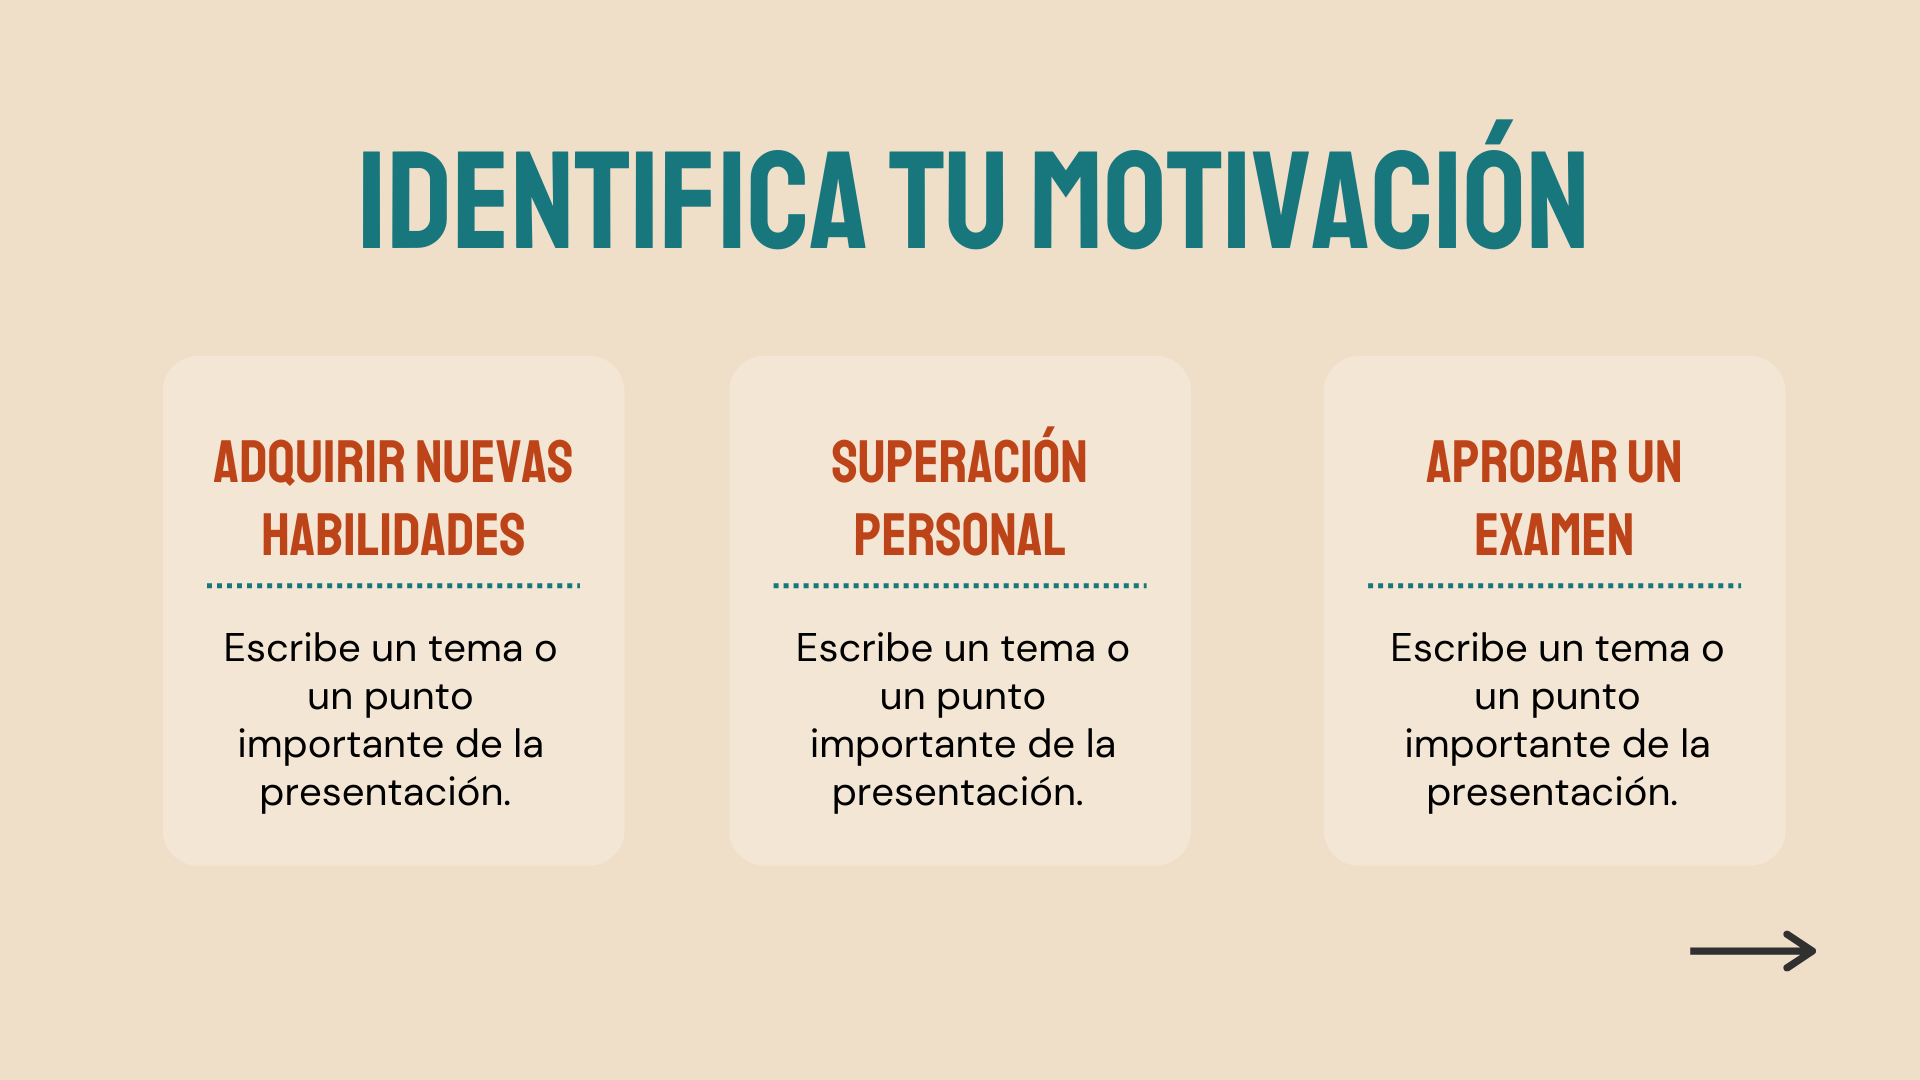 IDENTIFICA TU MOTIVACIÓN
ADQUIRIR NUEVAS
HABILIDADES
Escribe un tema o
un punto
importante de la
presentación.
SUPERACIÓN
PERSONAL
Escribe un tema o
un punto
importante de la
presentación.
APROBAR UN
EXAMEN
Escribe un tema o
un punto
importante de la
presentación.